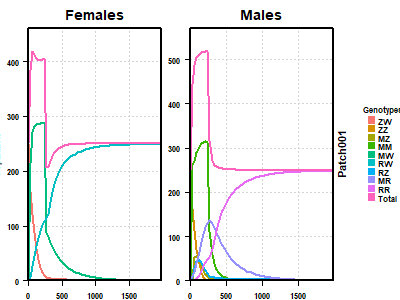 Females
Males
400
300
200
100
0
0
500
1000
1500
500
400
300
200
100
0
0
500
1000
1500
Patch001
Genotypes
ZW
ZZ
MZ
MM
MW
RW
RZ
MR
RR
Total